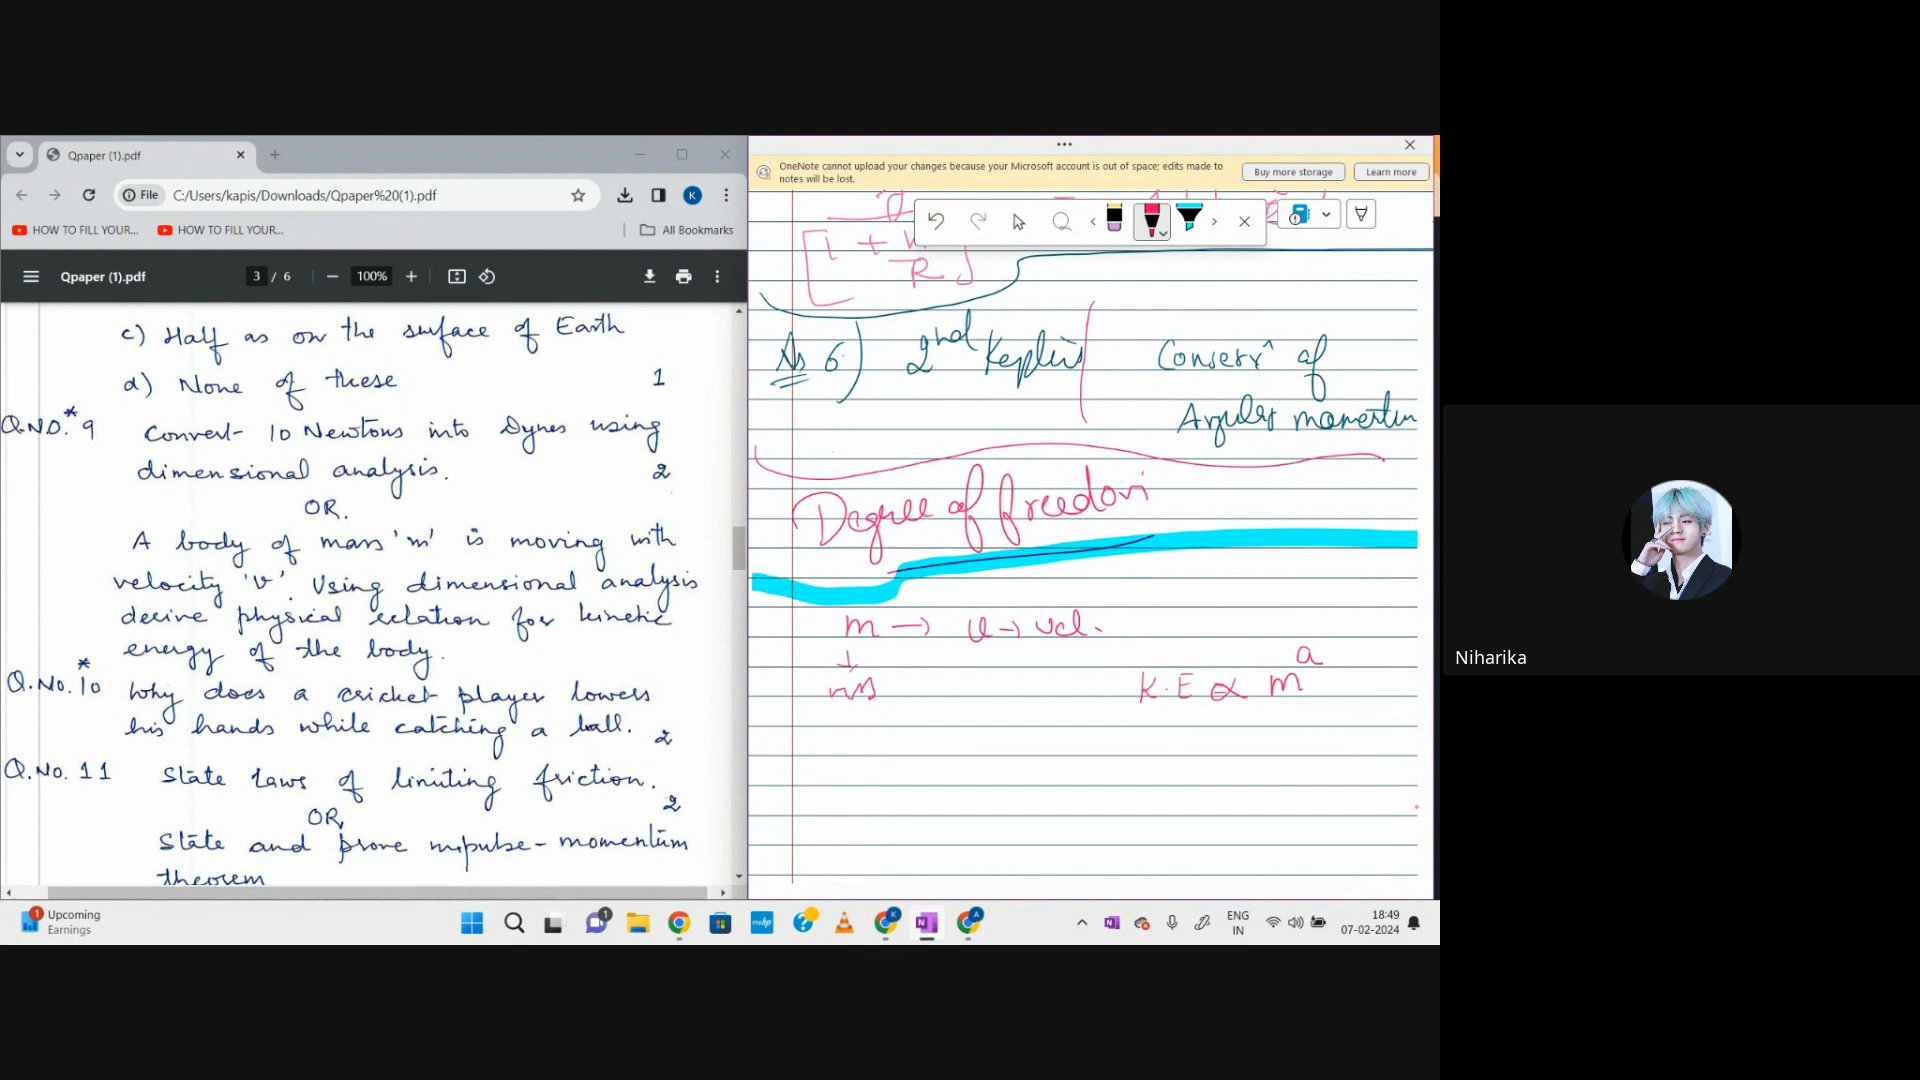 Qpaper (1).pdf
File
C:/Users/kapis/Downloads/Qpaper%20(1).pdf
K
HOW TO FILL YOUR...
HOW TO FILL YOUR...
All Bookmarks
Qpaper (1).pdf
3 / 6
100%
c) Half as on the surface of Earth
d) None of these 1
Q.NO.* 9 Convert 10 Newtons into Dynes using
dimensional analysis. 2
OR.
A body of mass 'm' is moving with
velocity 'v'. Using dimensional analysis
derive physical relation for kinetic
energy of the body.
Q.No.*10 Why does a cricket player lowers
his hands while catching a ball. 2
Q.No. 11 State Laws of limiting friction.
2
OR,
State and prove impulse-momentum
theorem
OneNote cannot upload your changes because your Microsoft account is out of space; edits made to
notes will be lost.
Buy more storage
Learn more
[1 +
R]
6) 2nd
of
momentum
Degree of freedom
m → v → vel.
↓
a
K.E ∝ m
Niharika
1
Upcoming
Earnings
1
myhp
K
A
ENG
IN
18:49
07-02-2024